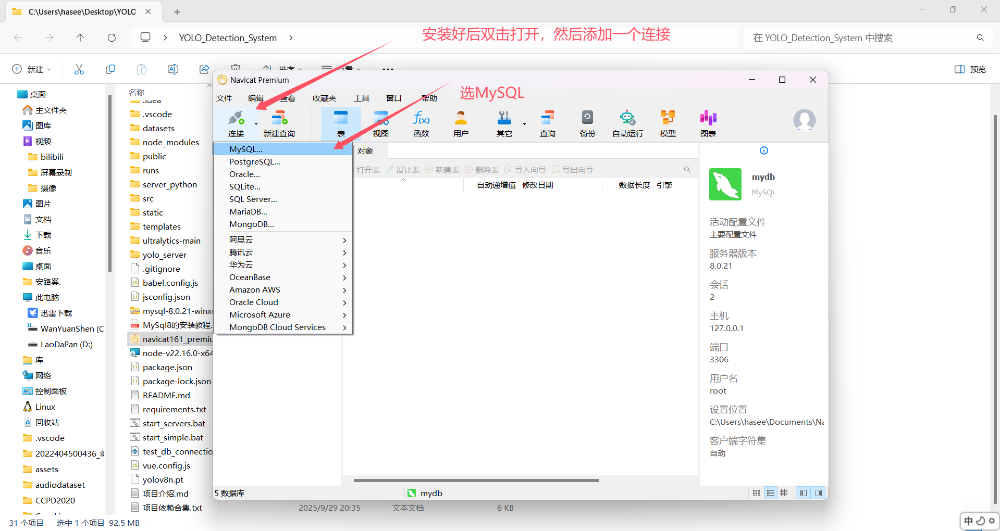 C:\Users\hasee\Desktop\YOLO
安装好后双击打开，然后添加一个连接
YOLO_Detection_System
在 YOLO_Detection_System 中搜索
新建
排序
查看
预览
桌面
主文件夹
图库
视频
bilibili
屏幕录制
摄像
图片
文档
下载
音乐
桌面
安路奚.
此电脑
迅雷下载
WanYuanShen (C
LaoDaPan (D:)
库
网络
控制面板
Linux
回收站
.vscode
2022404500436_
assets
audiodataset
CCPD2020
名称
.idea
.vscode
datasets
node_modules
public
runs
server_python
src
static
templates
ultralytics-main
yolo_server
.gitignore
babel.config.js
jsconfig.json
mysql-8.0.21-winx
MySql8的安装教程.
navicat161_premiu
node-v22.16.0-x64
package.json
package-lock.json
README.md
requirements.txt
start_servers.bat
start_simple.bat
test_db_connectio
vue.config.js
yolov8n.pt
项目介绍.md
项目依赖合集.txt
2025/9/29 20:35
文本文档
6 KB
Navicat Premium
选MySQL
文件 编辑 查看 收藏夹 工具 窗口 帮助
连接 新建查询 表 视图 函数 用户 其它 查询 备份 自动运行 模型 图表
f(x)
MySQL...
PostgreSQL...
Oracle...
SQLite...
SQL Server...
MariaDB...
MongoDB...
阿里云
腾讯云
华为云
OceanBase
Amazon AWS
Oracle Cloud
Microsoft Azure
MongoDB Cloud Services
对象
打开表 设计表 新建表 删除表 导入向导 导出向导
自动递增值 修改日期 数据长度 引擎
mydb
MySQL
活动配置文件
主要配置文件
服务器版本
8.0.21
会话
2
主机
127.0.0.1
端口
3306
用户名
root
设置位置
C:\Users\hasee\Documents\Na
客户端字符集
自动
5 数据库
mydb
31 个项目
选中 1 个项目 92.5 MB
中